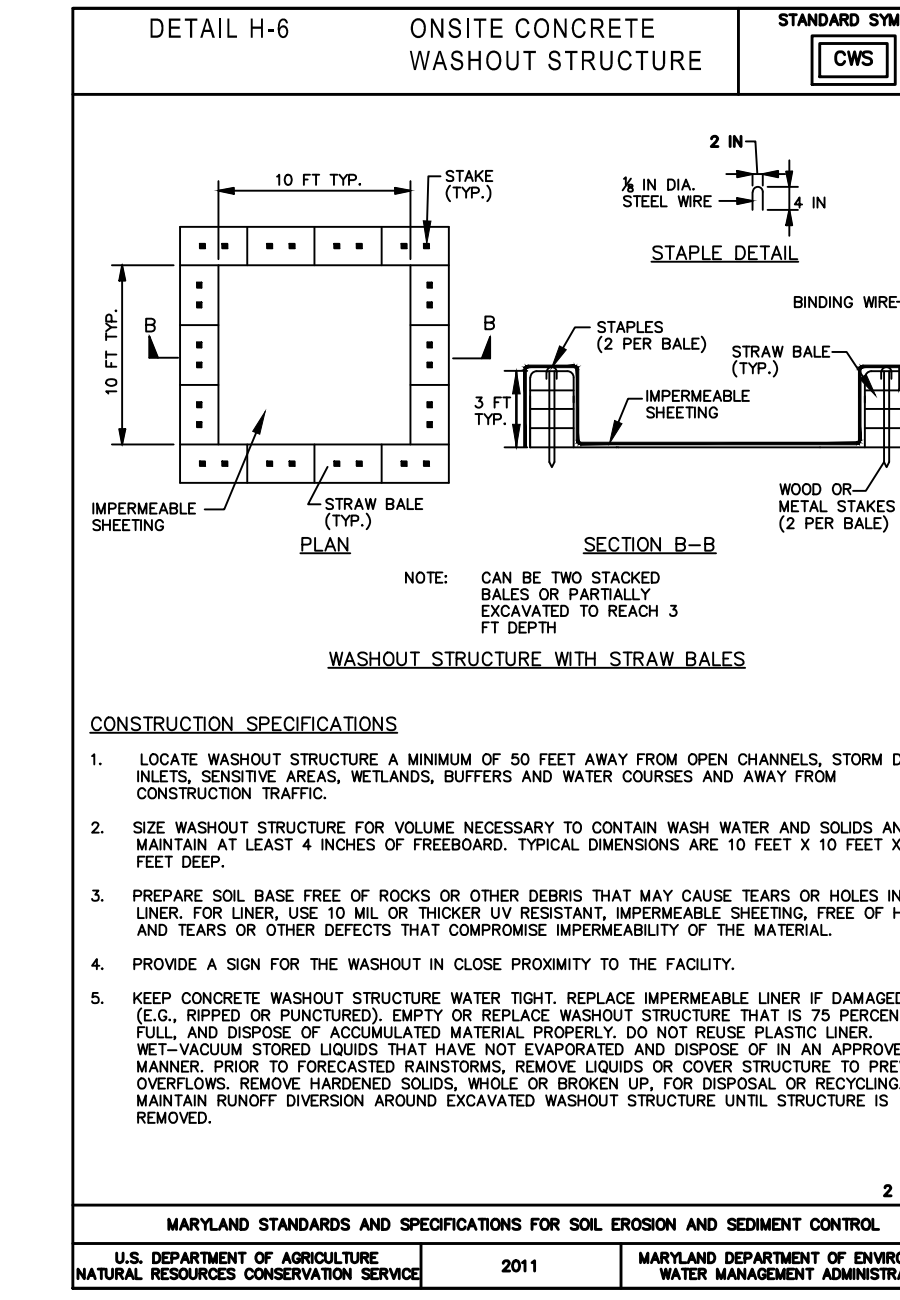 DETAIL H-6
ONSITE CONCRETE
WASHOUT STRUCTURE
STANDARD
CWS
2 IN
1/8 IN DIA.
STEEL WIRE
4 IN
STAPLE DETAIL
10 FT TYP.
STAKE
(TYP.)
10 FT TYP.
B
B
BINDING WIRE
STAPLES
(2 PER BALE)
STRAW BALE
(TYP.)
3 FT
TYP.
IMPERMEABLE
SHEETING
IMPERMEABLE
SHEETING
STRAW BALE
(TYP.)
WOOD OR
METAL STAKES
(2 PER BALE)
PLAN
SECTION B-B
NOTE: CAN BE TWO STACKED
BALES OR PARTIALLY
EXCAVATED TO REACH 3
FT DEPTH
WASHOUT STRUCTURE WITH STRAW BALES
CONSTRUCTION SPECIFICATIONS
1. LOCATE WASHOUT STRUCTURE A MINIMUM OF 50 FEET AWAY FROM OPEN CHANNELS, STORM
INLETS, SENSITIVE AREAS, WETLANDS, BUFFERS AND WATER COURSES AND AWAY FROM
CONSTRUCTION TRAFFIC.
2. SIZE WASHOUT STRUCTURE FOR VOLUME NECESSARY TO CONTAIN WASH WATER AND SOLIDS
MAINTAIN AT LEAST 4 INCHES OF FREEBOARD. TYPICAL DIMENSIONS ARE 10 FEET X 10 FEET X
FEET DEEP.
3. PREPARE SOIL BASE FREE OF ROCKS OR OTHER DEBRIS THAT MAY CAUSE TEARS OR HOLES IN
LINER. FOR LINER, USE 10 MIL OR THICKER UV RESISTANT, IMPERMEABLE SHEETING, FREE OF
AND TEARS OR OTHER DEFECTS THAT COMPROMISE IMPERMEABILITY OF THE MATERIAL.
4. PROVIDE A SIGN FOR THE WASHOUT IN CLOSE PROXIMITY TO THE FACILITY.
5. KEEP CONCRETE WASHOUT STRUCTURE WATER TIGHT. REPLACE IMPERMEABLE LINER IF DAMAGED
(E.G., RIPPED OR PUNCTURED). EMPTY OR REPLACE WASHOUT STRUCTURE THAT IS 75
FULL, AND DISPOSE OF ACCUMULATED MATERIAL PROPERLY. DO NOT REUSE PLASTIC LINER.
WET-VACUUM STORED LIQUIDS THAT HAVE NOT EVAPORATED AND DISPOSE OF IN AN
MANNER. PRIOR TO FORECASTED RAINSTORMS, REMOVE LIQUIDS OR COVER STRUCTURE TO
OVERFLOWS. REMOVE HARDENED SOLIDS, WHOLE OR BROKEN UP, FOR DISPOSAL OR RECYCLING.
MAINTAIN RUNOFF DIVERSION AROUND EXCAVATED WASHOUT STRUCTURE UNTIL STRUCTURE IS
REMOVED.
2
MARYLAND STANDARDS AND SPECIFICATIONS FOR SOIL EROSION AND SEDIMENT CONTROL
U.S. DEPARTMENT OF AGRICULTURE
NATURAL RESOURCES CONSERVATION SERVICE
2011
MARYLAND DEPARTMENT OF
WATER MANAGEMENT